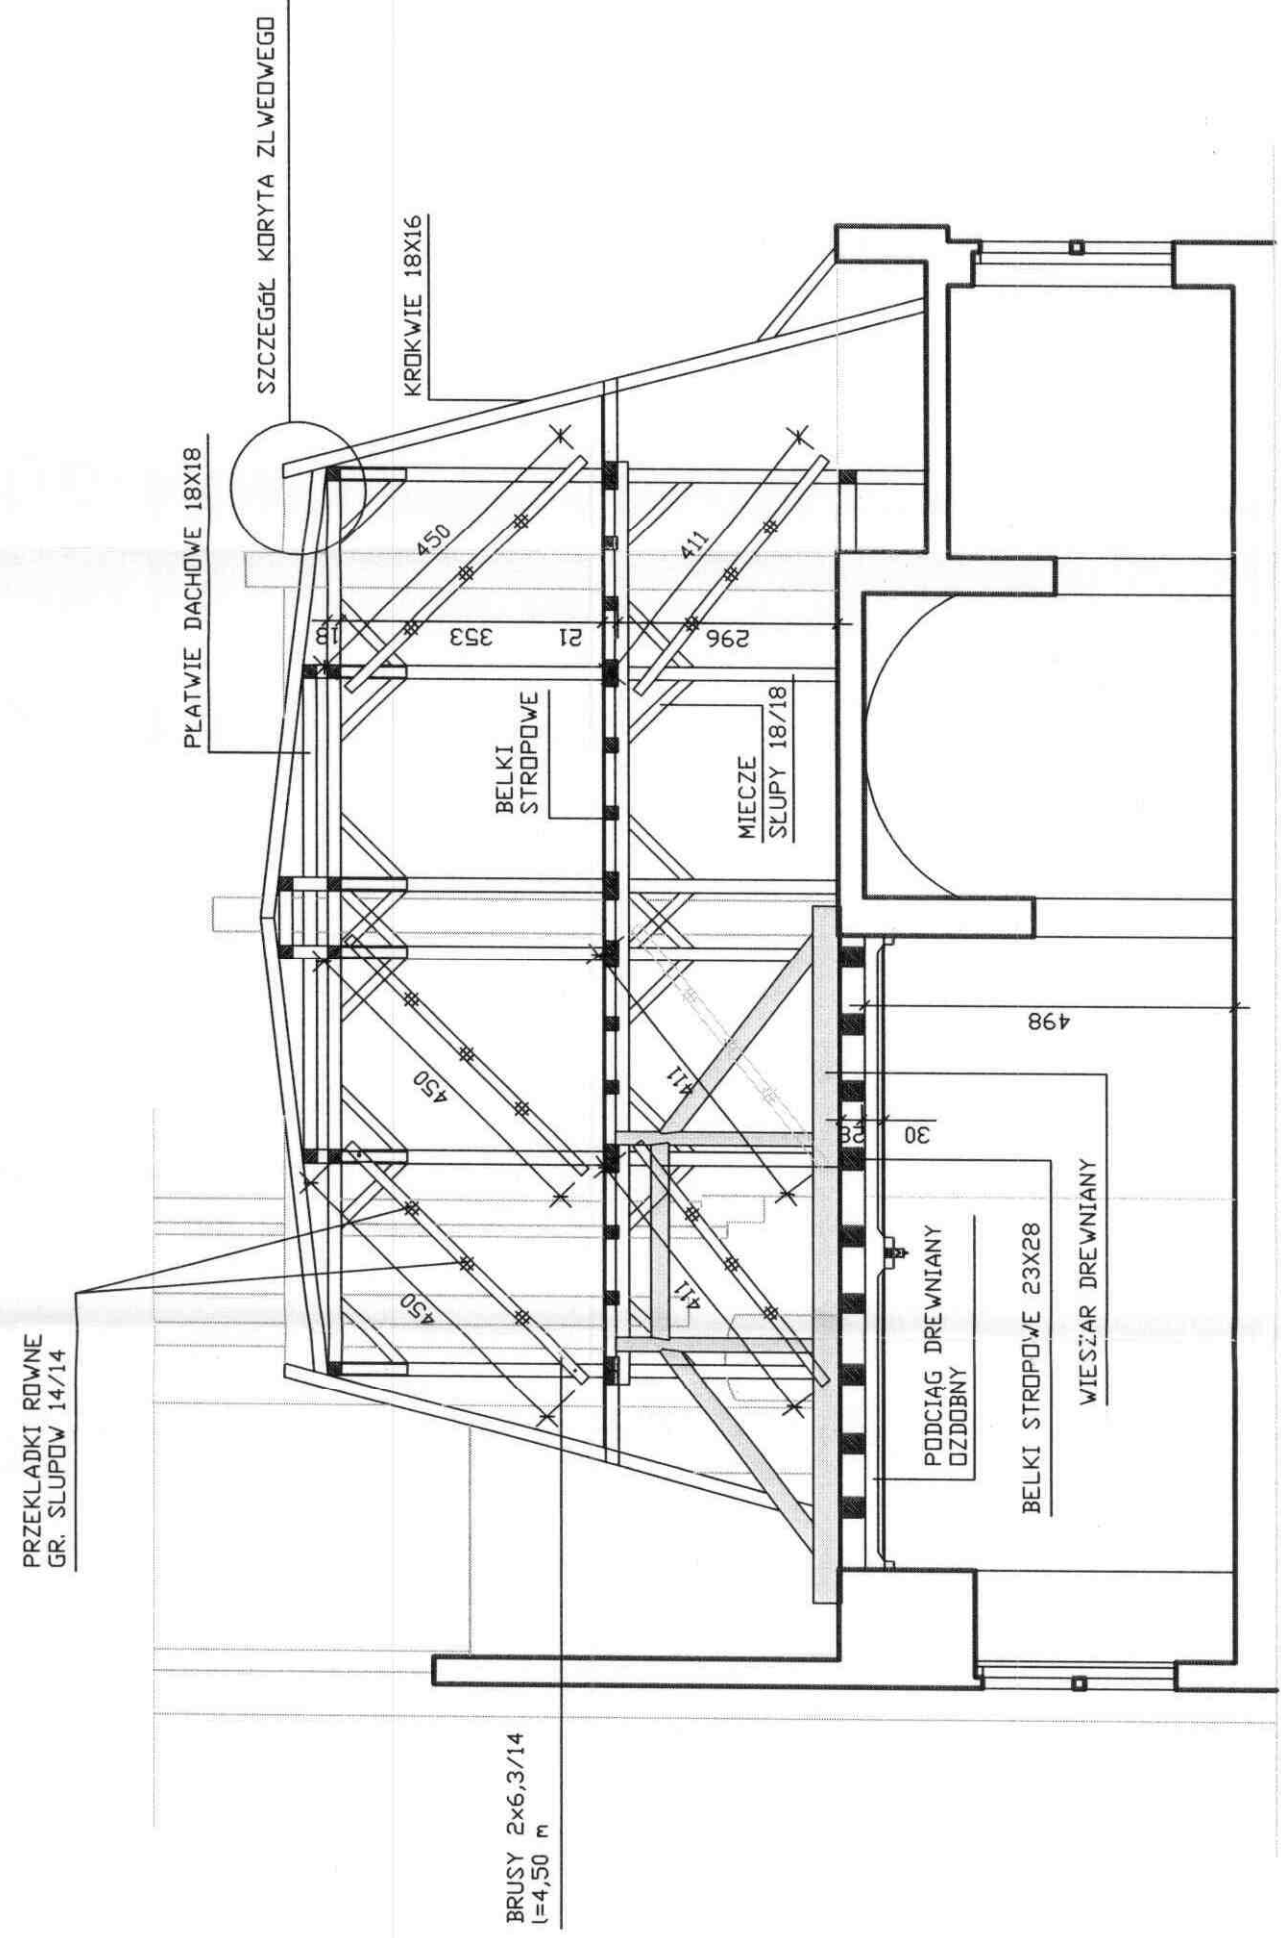 SZCZEGÓŁ KORYTA ZLWEOWEGO
KROKWIE 18X16
PŁATWIE DACHOWE 18X18
450
411
18
353
21
296
BELKI
STROPOWE
MIECZE
SŁUPY 18/18
450
411
498
28
30
450
411
PRZEKLADKI ROWNE
GR. SLUPOW 14/14
PODCIĄG DREWNIANY
OZDOBNY
BELKI STROPOWE 23X28
WIESZAR DREWNIANY
BRUSY 2x6,3/14
l=4,50 m